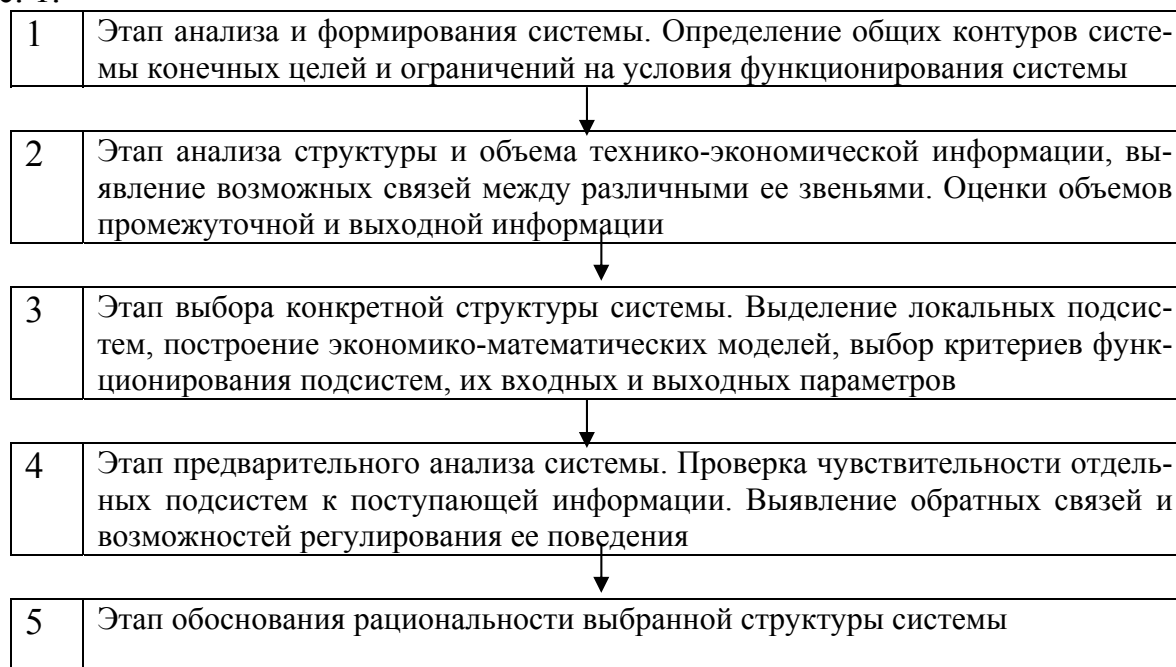 1 Этап анализа и формирования системы. Определение общих контуров систе-
мы конечных целей и ограничений на условия функционирования системы
2 Этап анализа структуры и объема технико-экономической информации, вы-
явление возможных связей между различными ее звеньями. Оценки объемов
промежуточной и выходной информации
3 Этап выбора конкретной структуры системы. Выделение локальных подсис-
тем, построение экономико-математических моделей, выбор критериев функ-
ционирования подсистем, их входных и выходных параметров
4 Этап предварительного анализа системы. Проверка чувствительности отдель-
ных подсистем к поступающей информации. Выявление обратных связей и
возможностей регулирования ее поведения
5 Этап обоснования рациональности выбранной структуры системы